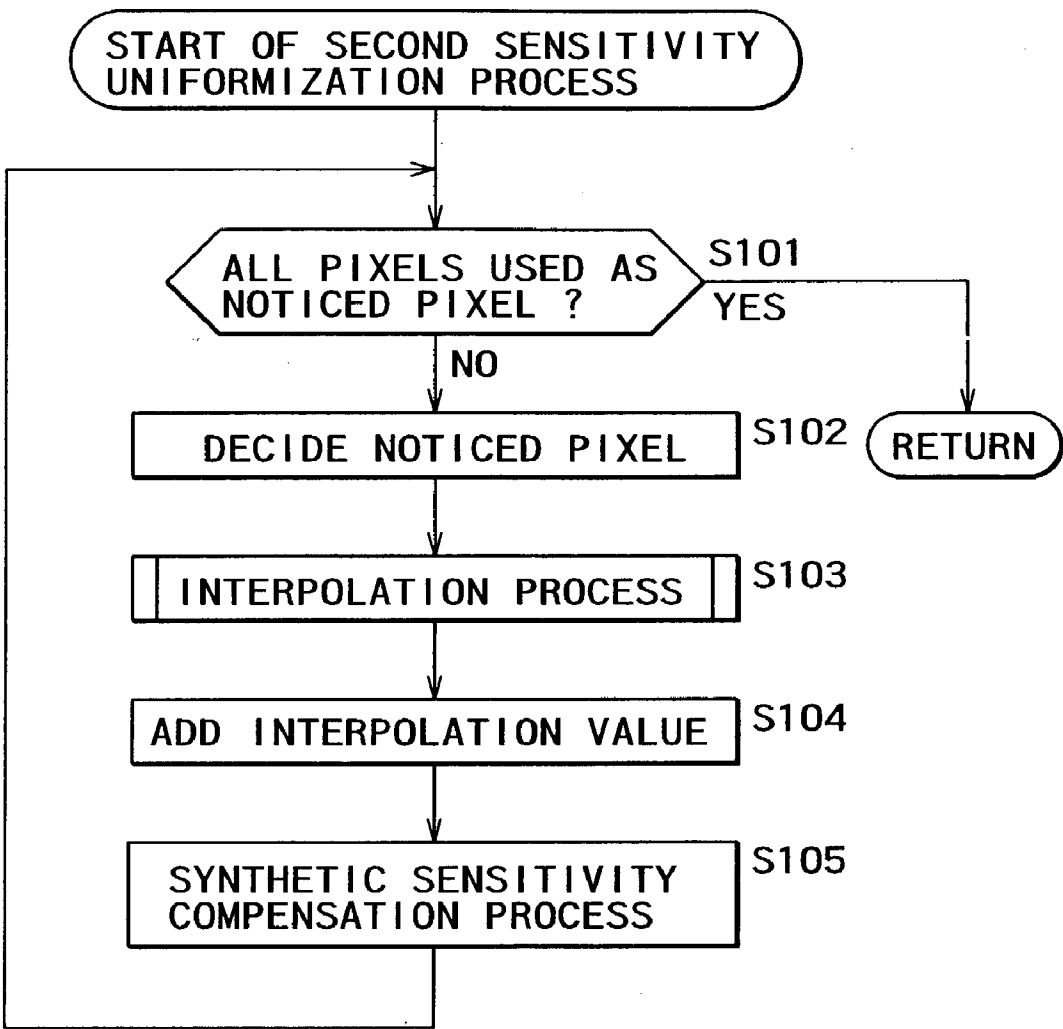 START OF SECOND SENSITIVITY
UNIFORMIZATION PROCESS
ALL PIXELS USED AS
NOTICED PIXEL ?
S101
YES
NO
DECIDE NOTICED PIXEL
S102
RETURN
INTERPOLATION PROCESS
S103
ADD INTERPOLATION VALUE
S104
SYNTHETIC SENSITIVITY
COMPENSATION PROCESS
S105